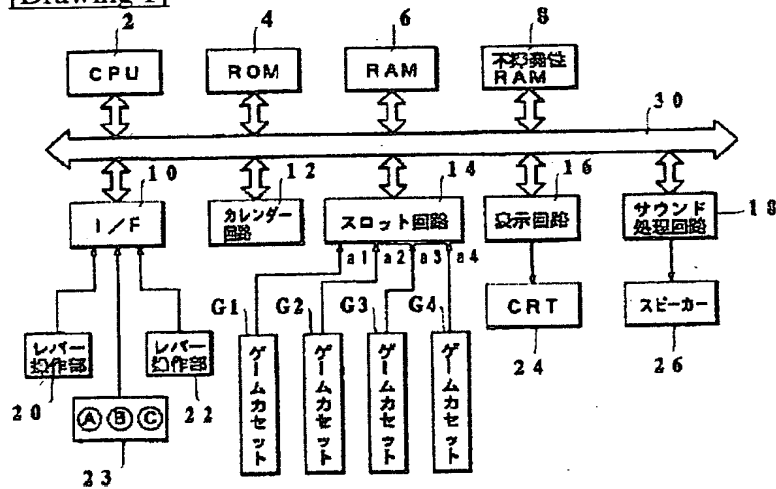 [Drawing 1]
2 4 6 8
CPU ROM RAM 不揮発性
RAM
30
10 12 14 16
I/F カレンダー
回路 スロット回路 表示回路 サウンド
処理回路 18
a1 a2 a3 a4
G1 G2 G3 G4
CRT スピーカー
24 26
レバー
操作部 レバー
操作部
20 22
ゲームカセット ゲームカセット ゲームカセット ゲームカセット
A B C
23